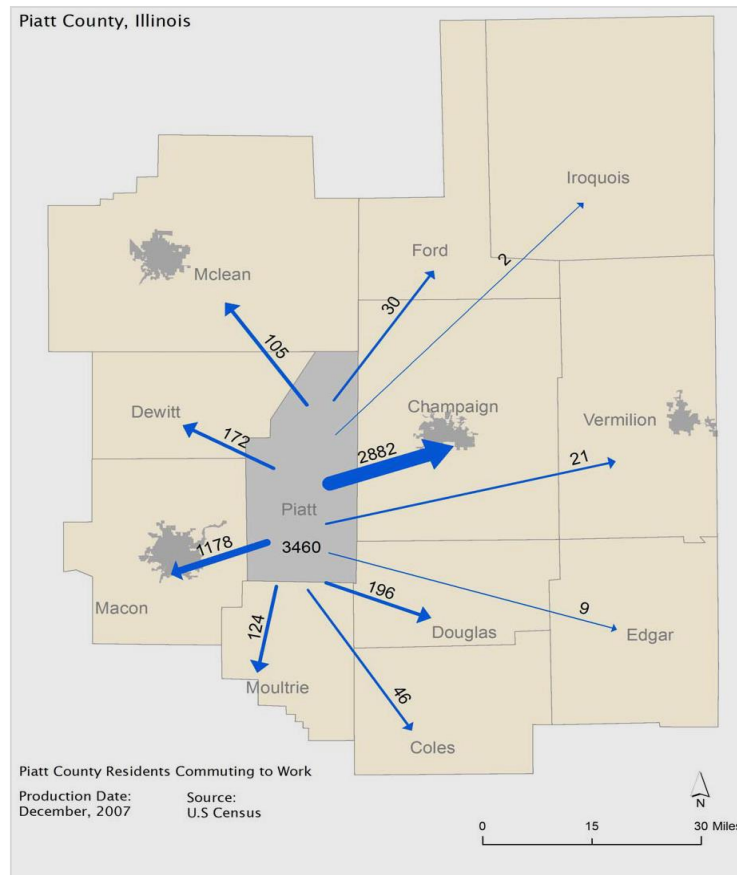 Piatt County, Illinois
Iroquois
Ford
2
Mclean
30
105
Champaign
Dewitt
Vermilion
172
2882
21
Piatt
1178
3460
196
9
Macon
124
Douglas
Edgar
Moultrie
46
Coles
Piatt County Residents Commuting to Work
Production Date:
December, 2007
Source:
U.S Census
N
0 15 30 Miles